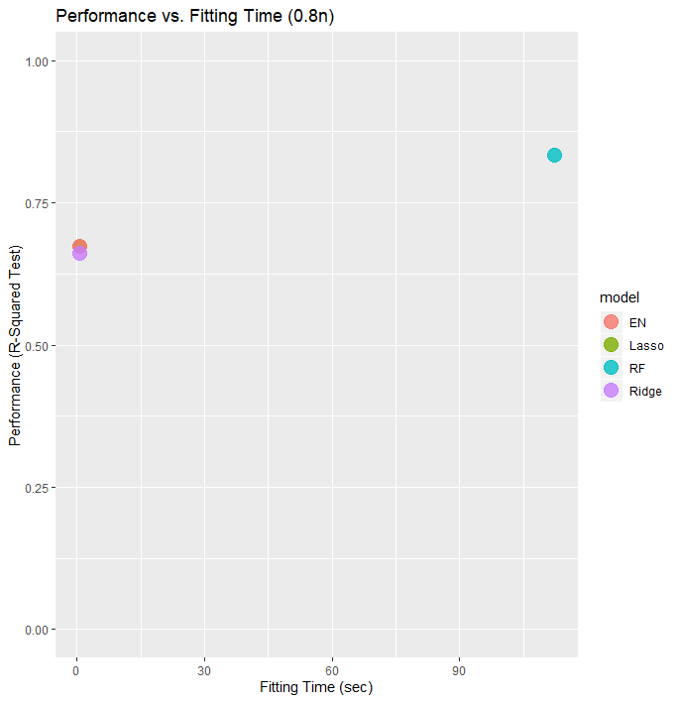 Performance vs. Fitting Time (0.8n)
1.00
0.75
0.50
0.25
0.00
Performance (R-Squared Test)
0
30
60
90
Fitting Time (sec)
model
EN
Lasso
RF
Ridge